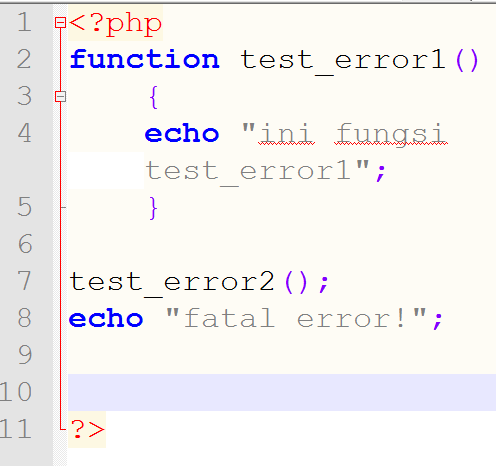 1 <?php
2 function test_error1()
3 {
4 echo "ini fungsi
test_error1";
5 }
6
7 test_error2();
8 echo "fatal error!";
9
10
11 ?>